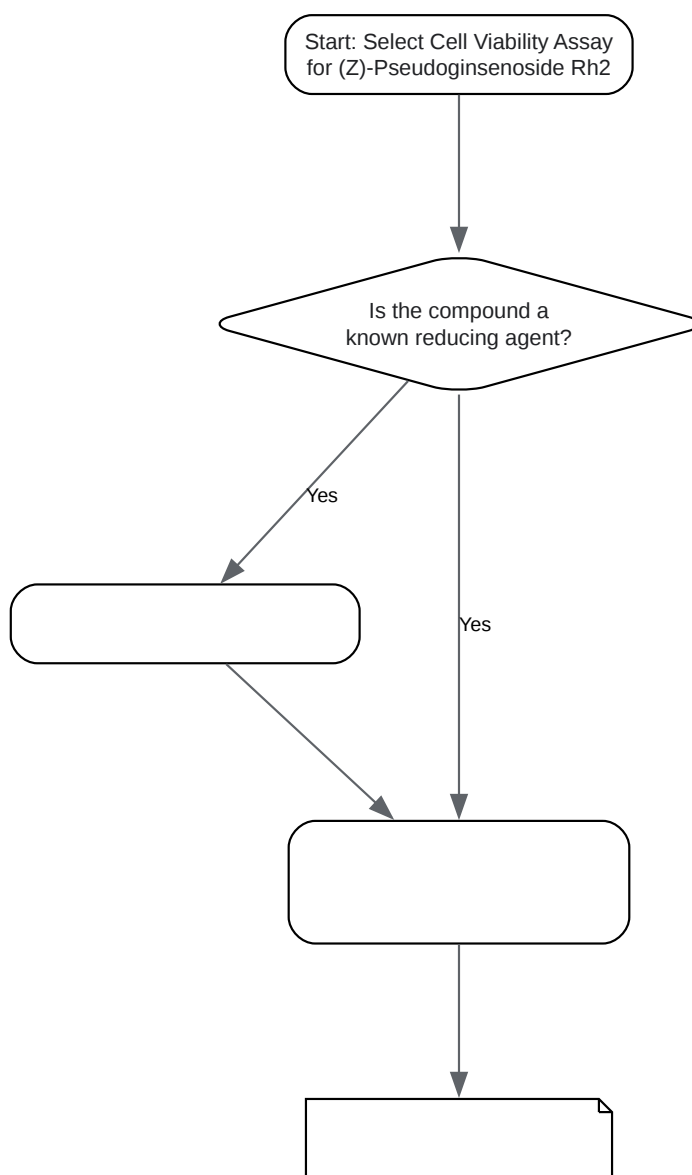 Start: Select Cell Viability Assay
for (Z)-Pseudoginsenoside Rh2
Is the compound a
known reducing agent?
Yes
Yes